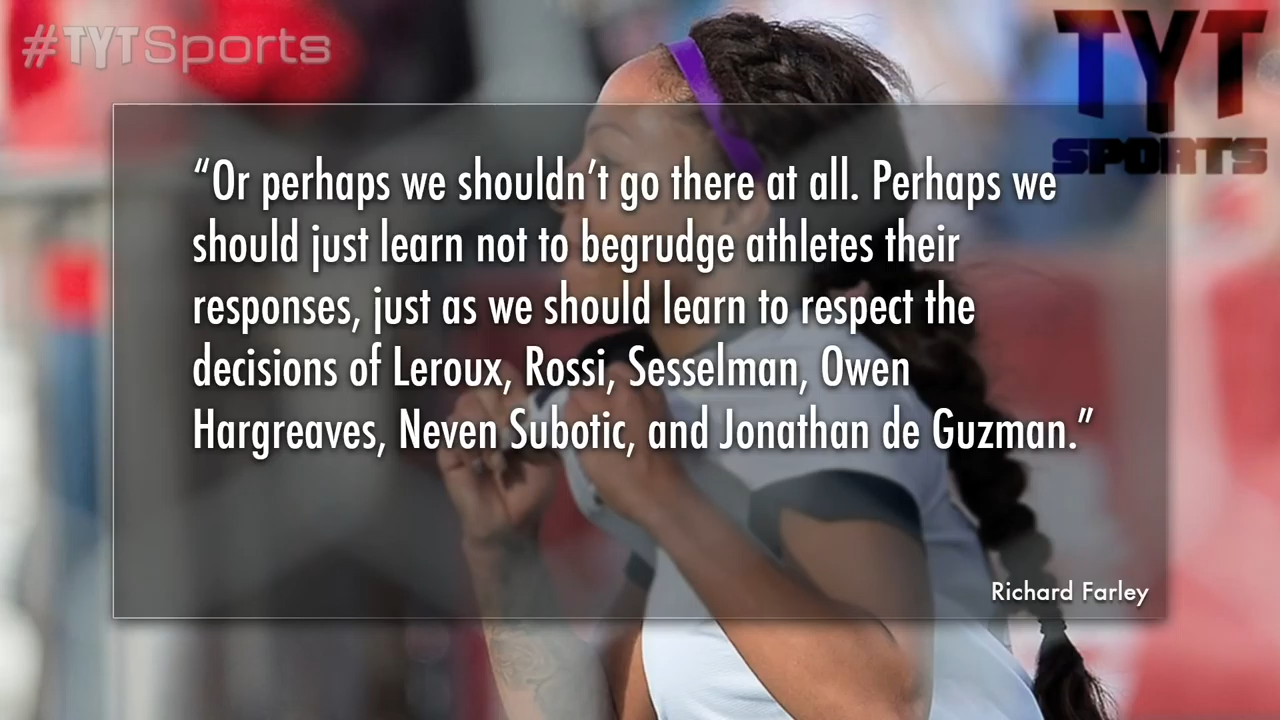 #TYTSports
TYT
SPORTS
“Or perhaps we shouldn’t go there at all. Perhaps we
should just learn not to begrudge athletes their
responses, just as we should learn to respect the
decisions of Leroux, Rossi, Sesselman, Owen
Hargreaves, Neven Subotic, and Jonathan de Guzman.”
Richard Farley